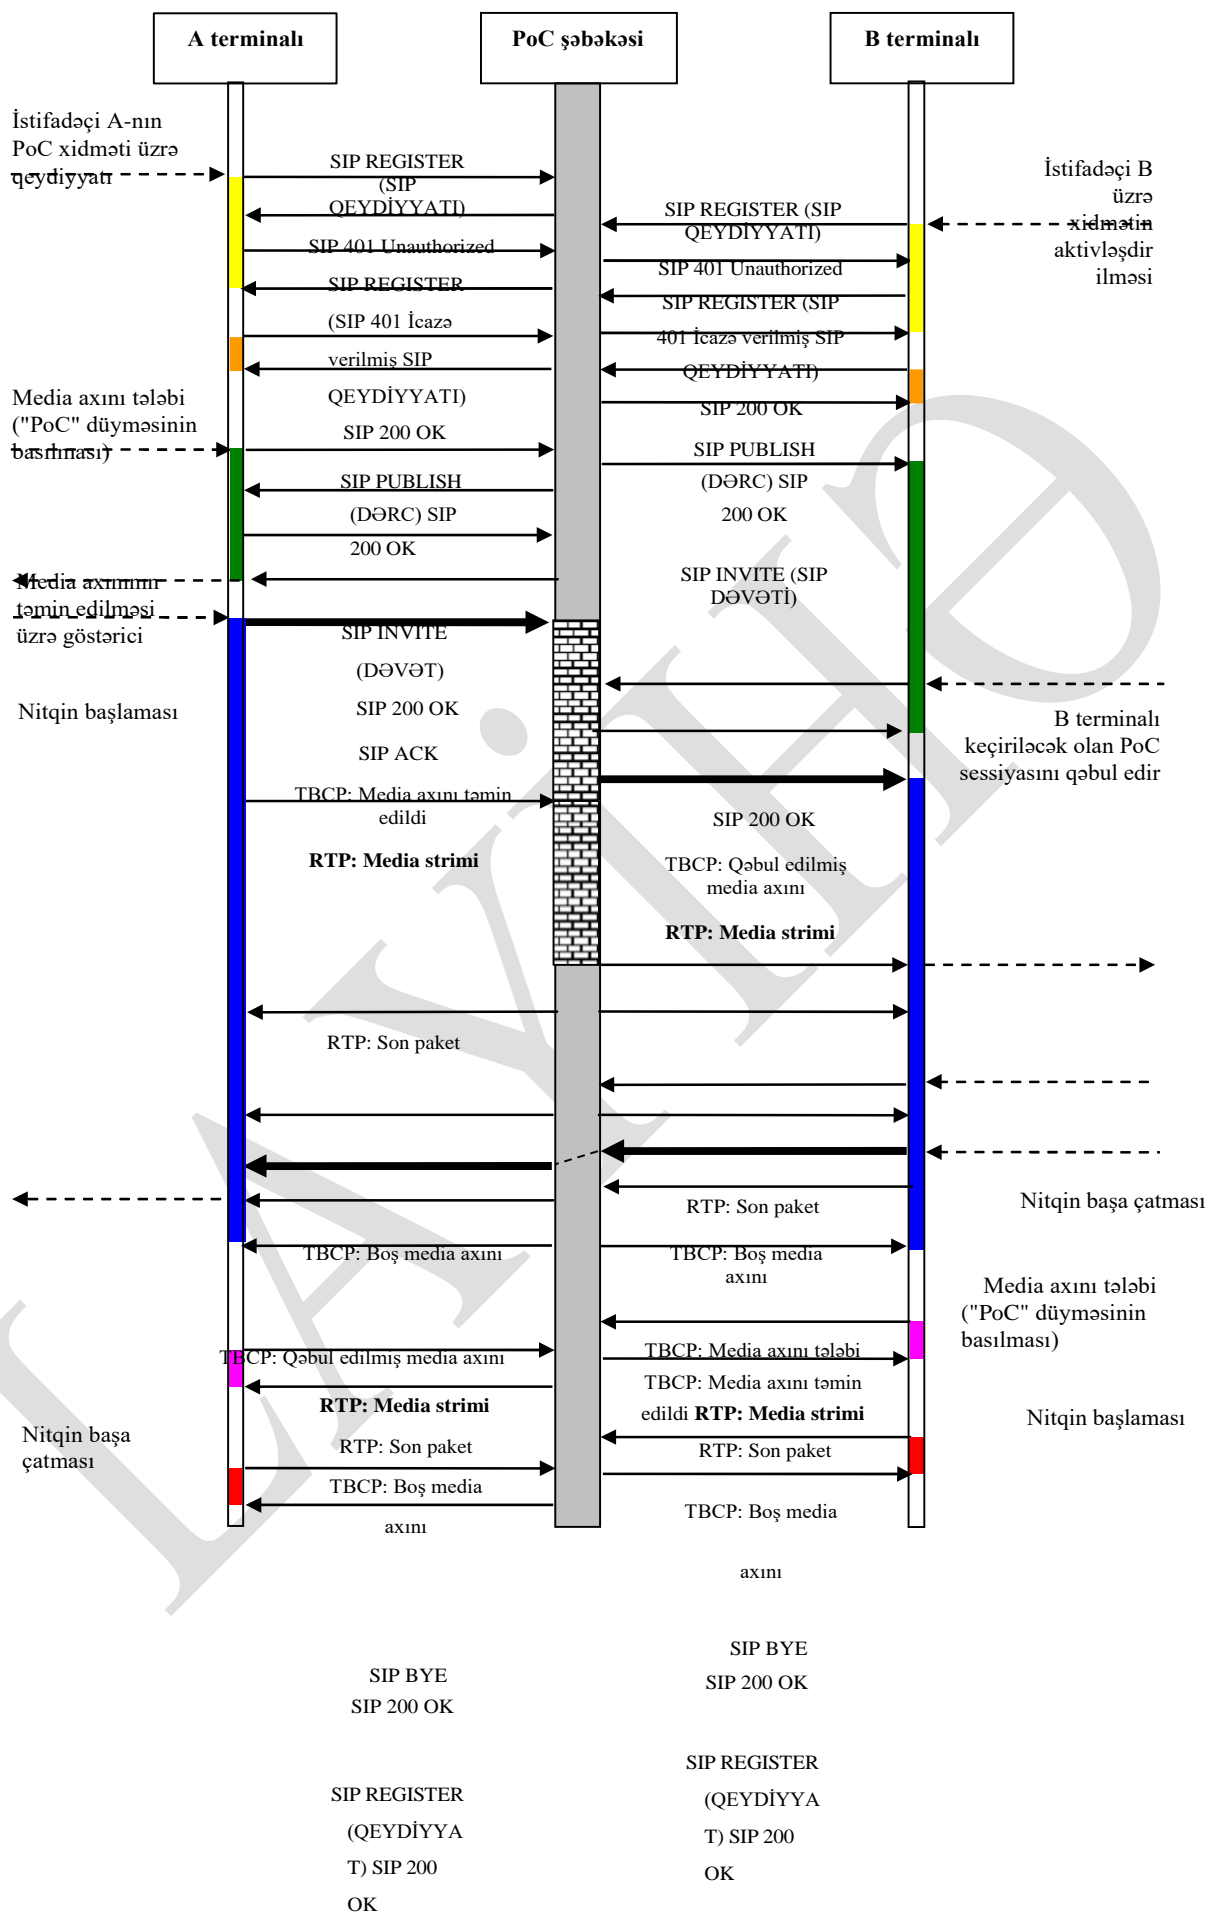 A terminalı
PoC şəbəkəsi
B terminalı
İstifadəçi A-nın
PoC xidməti üzrə
qeydiyyatı
SIP REGISTER
(SIP
QEYDİYYATI)
SIP 401 Unauthorized
SIP REGISTER
(SIP 401 İcazə
verilmiş SIP
QEYDİYYATI)
SIP 200 OK
SIP PUBLISH
(DƏRC) SIP
200 OK
SIP REGISTER (SIP
QEYDİYYATI)
SIP 401 Unauthorized
SIP REGISTER (SIP
401 İcazə verilmiş SIP
QEYDİYYATI)
SIP 200 OK
SIP PUBLISH
(DƏRC) SIP
200 OK
İstifadəçi B
üzrə
xidmətin
aktivləşdir
ilməsi
Media axını tələbi
("PoC" düyməsinin
basılması)
Media axınının
təmin edilməsi
üzrə göstərici
Nitqin başlaması
SIP INVITE
(DƏVƏT)
SIP 200 OK
SIP ACK
TBCP: Media axını təmin
edildi
RTP: Media strimi
SIP INVITE (SIP
DƏVƏTİ)
B terminalı
keçiriləcək olan PoC
sessiyasını qəbul edir
SIP 200 OK
TBCP: Qəbul edilmiş
media axını
RTP: Media strimi
RTP: Son paket
RTP: Son paket
Nitqin başa çatması
TBCP: Boş media axını
TBCP: Boş media
axını
Media axını tələbi
("PoC" düyməsinin
basılması)
TBCP: Qəbul edilmiş media axını
TBCP: Media axını tələbi
TBCP: Media axını təmin
RTP: Media strimi
edildi RTP: Media strimi
Nitqin başlaması
Nitqin başa
çatması
RTP: Son paket
RTP: Son paket
TBCP: Boş media
axını
TBCP: Boş media
axını
SIP BYE
SIP 200 OK
SIP BYE
SIP 200 OK
SIP REGISTER
(QEYDİYYA
T) SIP 200
OK
SIP REGISTER
(QEYDİYYA
T) SIP 200
OK
LAYİHƏ